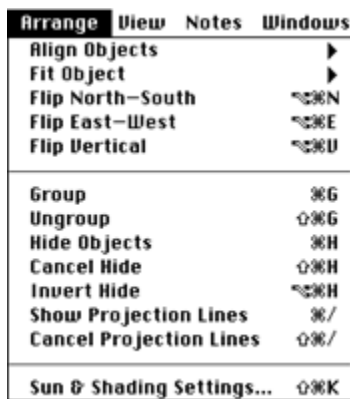 Arrange View Notes Windows
Align Objects ▶
Fit Object ▶
Flip North–South ⌥⌘N
Flip East–West ⌥⌘E
Flip Vertical ⌥⌘V
Group ⌘G
Ungroup ⇧⌘G
Hide Objects ⌘H
Cancel Hide ⇧⌘H
Invert Hide ⌥⌘H
Show Projection Lines ⌘/
Cancel Projection Lines ⇧⌘/
Sun & Shading Settings... ⇧⌘K